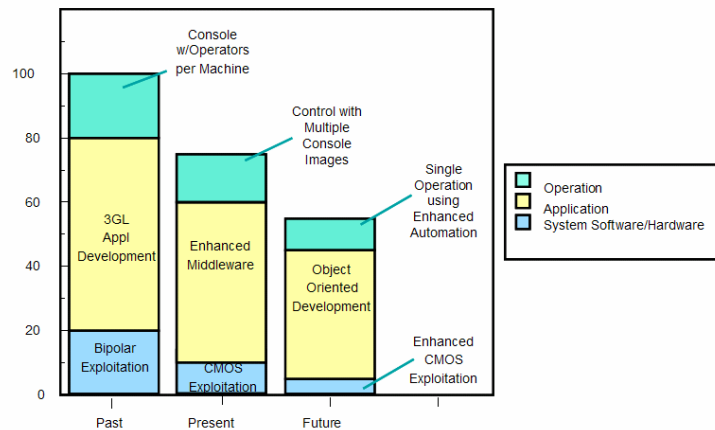 Console
w/Operators
per Machine
100
80
60
40
20
0
Control with
Multiple
Console
Images
Single
Operation
using
Enhanced
Automation
3GL
Appl
Development
Enhanced
Middleware
Object
Oriented
Development
Bipolar
Exploitation
CMOS
Exploitation
Enhanced
CMOS
Exploitation
Past
Present
Future
Operation
Application
System Software/Hardware